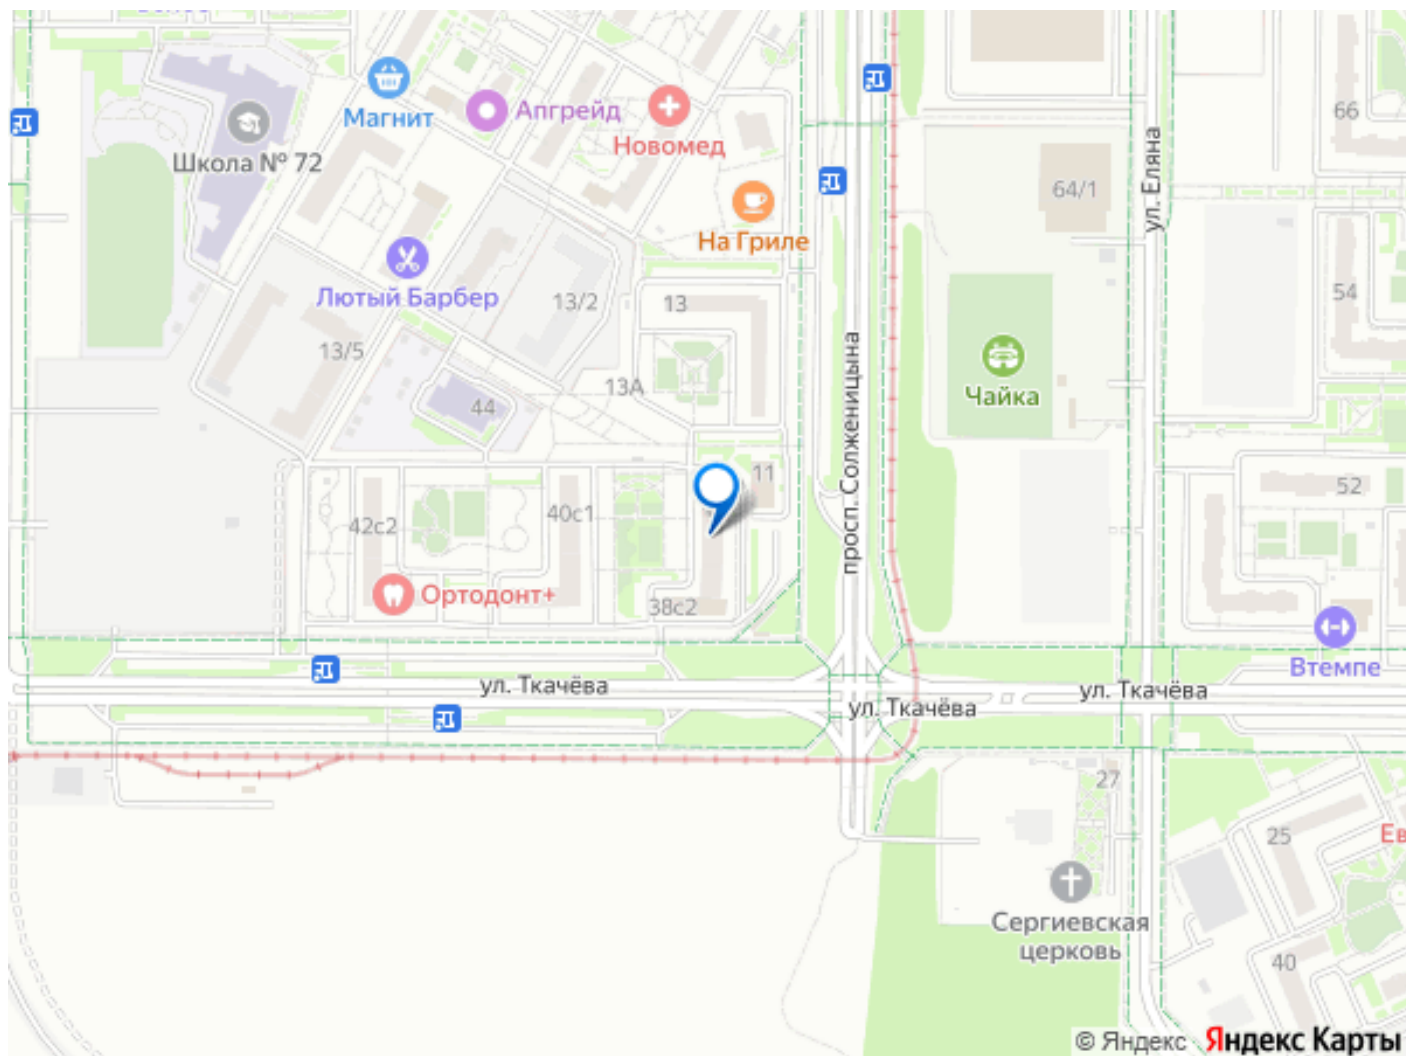 Магнит
Апгрейд
Новомед
Школа № 72
На Гриле
Лютый Барбер
13/2
13
13/5
13А
44
64/1
ул. Еляна
66
54
Чайка
просп. Солженицына
11
52
42с2
40с1
Ортодонт+
38с2
Втемпе
ул. Ткачёва
ул. Ткачёва
ул. Ткачёва
27
25
Ев
Сергиевская
церковь
40
© Яндекс Яндекс Карты